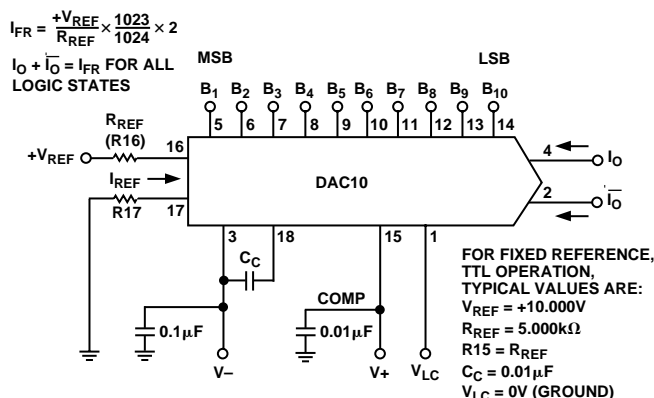 I_FR = +V_REF / R_REF × 1023 / 1024 × 2
I_O + \overline{I_O} = I_FR FOR ALL
LOGIC STATES
MSB LSB
B1 B2 B3 B4 B5 B6 B7 B8 B9 B10
5 6 7 8 9 10 11 12 13 14
R_REF
(R16)
+V_REF 16
I_REF
R17 17
DAC10
4 I_O
2 \overline{I_O}
3 18 15 1
C_C
COMP
0.1μF
0.01μF
V– V+ V_LC
FOR FIXED REFERENCE,
TTL OPERATION,
TYPICAL VALUES ARE:
V_REF = +10.000V
R_REF = 5.000kΩ
R15 = R_REF
C_C = 0.01μF
V_LC = 0V (GROUND)